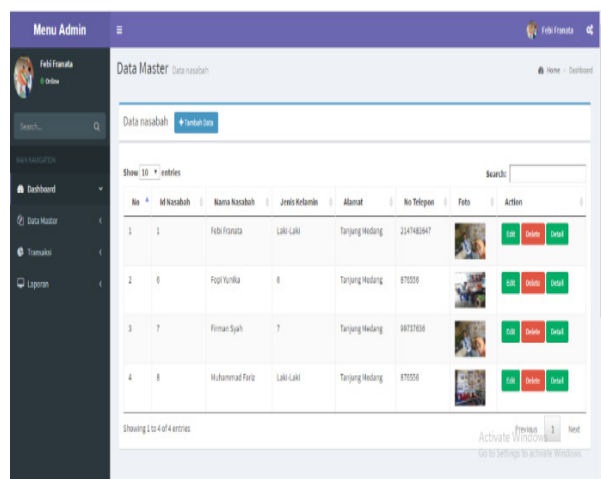 Menu Admin
Febi Franata
Febi Franata
Online
Data Master Data nasabah
Home > Dashboard
Search...
Data nasabah + Tambah Data
MAIN NAVIGATION
Dashboard
Data Master
Transaksi
Laporan
Show 10 entries
Search:
No Id Nasabah Nama Nasabah Jenis Kelamin Alamat No Telepon Foto Action
1 1 Febi Franata Laki-Laki Tanjung Medang 2147483647 Edit Delete Detail
2 6 Fopi Yunika 6 Tanjung Medang 876556 Edit Delete Detail
3 7 Firman Syah 7 Tanjung Medang 89737636 Edit Delete Detail
4 8 Muhammad Fariz Laki-Laki Tanjung Medang 876556 Edit Delete Detail
Showing 1 to 4 of 4 entries
Previous 1 Next
Activate Windows
Go to Settings to activate Windows.